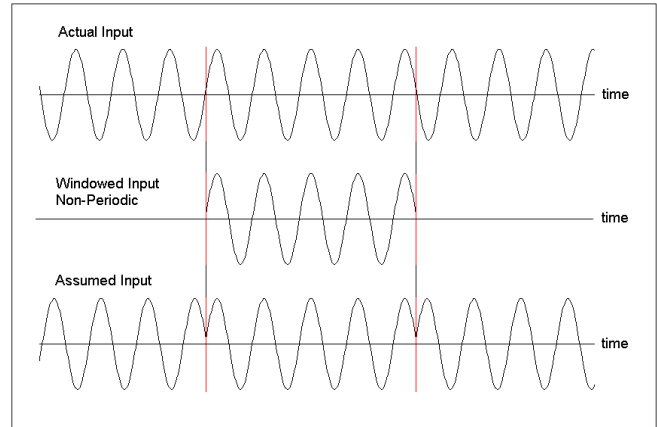 Actual Input
time
Windowed Input
Non-Periodic
time
Assumed Input
time